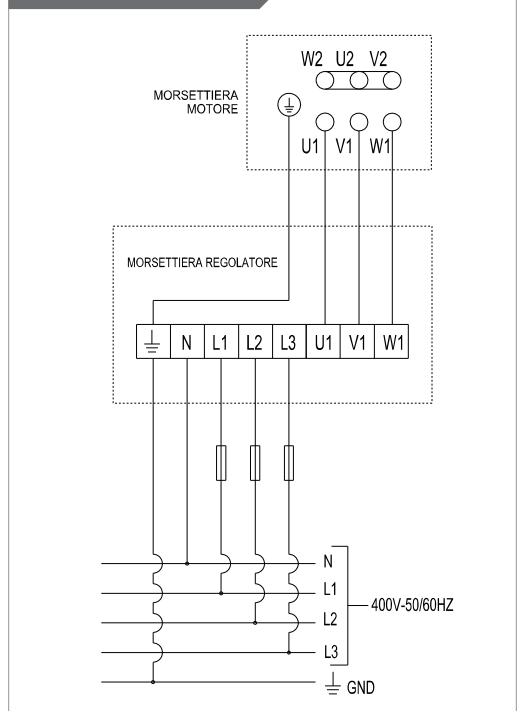 W2 U2 V2
MORSETTIERA
MOTORE
U1 V1 W1
MORSETTIERA REGOLATORE
N L1 L2 L3 U1 V1 W1
N
L1
400V-50/60HZ
L2
L3
GND